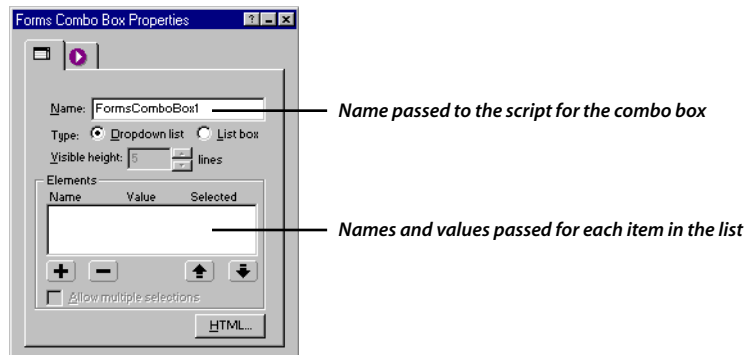 Forms Combo Box Properties
Name: FormsComboBox1
Name passed to the script for the combo box
Type: Dropdown list List box
Visible height: 5 lines
Elements
Name Value Selected
Names and values passed for each item in the list
Allow multiple selections
HTML...